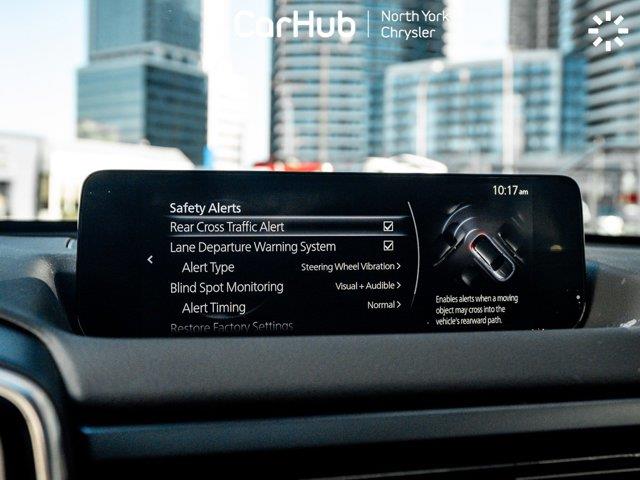 CarHub
North York
Chrysler
10:17 am
Safety Alerts
Rear Cross Traffic Alert
Lane Departure Warning System
Alert Type Steering Wheel Vibration
Blind Spot Monitoring Visual + Audible
Alert Timing Normal
Restore Factory Settings
Enables alerts when a moving
object may cross into the
vehicle's rearward path.